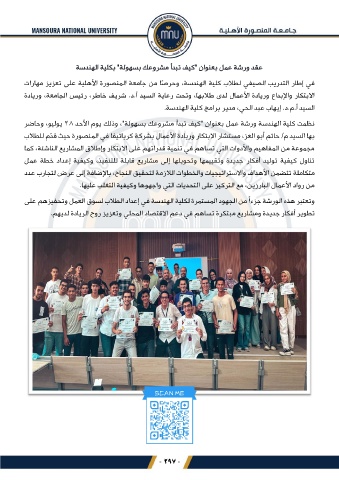 MANSOURA NATIONAL UNIVERSITY
جـامـعـة المنصورة الأهـلـيـة
عقد ورشة عمل بعنوان "كيف تبدأ مشروعك بسهولة" بكلية الهندسة
في إطار التدريب الصيفي لطلاب كلية الهندسة، وحرصًا من جامعة المنصورة الأهلية على تعزيز مهارات
الابتكار والإبداع وريادة الأعمال لدى طلابها، وتحت رعاية السيد أ.د. شريف خاطر، رئيس الجامعة، وريادة
السيد أ.م.د. إيهاب عبد الحي، مدير برامج كلية الهندسة.
نظمت كلية الهندسة ورشة عمل بعنوان "كيف تبدأ مشروعك بسهولة"، وذلك يوم الأحد ٢٨ يوليو، وحاضر
بها السيد م/ حاتم أبو العز، مستشار الابتكار وريادة الأعمال بشركة كرياتيفا في المنصورة حيث قدم للطلاب
مجموعة من المفاهيم والأدوات التي تساهم في تنمية قدراتهم على الابتكار وإطلاق المشاريع الناشئة، كما
تناول كيفية توليد أفكار جديدة وتقييمها وتحويلها إلى مشاريع قابلة للتنفيذ، وكيفية إعداد خطة عمل
متكاملة تتضمن الأهداف والاستراتيجيات والخطوات اللازمة لتحقيق النجاح، بالإضافة إلى عرض لتجارب عدد
من رواد الأعمال البارزين، مع التركيز على التحديات التي واجهوها وكيفية التغلب عليها.
وتعتبر هذه الورشة جزءاً من الجهود المستمرة لكلية الهندسة في إعداد الطلاب لسوق العمل وتحفيزهم على
تطوير أفكار جديدة ومشاريع مبتكرة تساهم في دعم الاقتصاد المحلي وتعزيز روح الريادة لديهم.
SCAN ME
- ٢٩٧ -